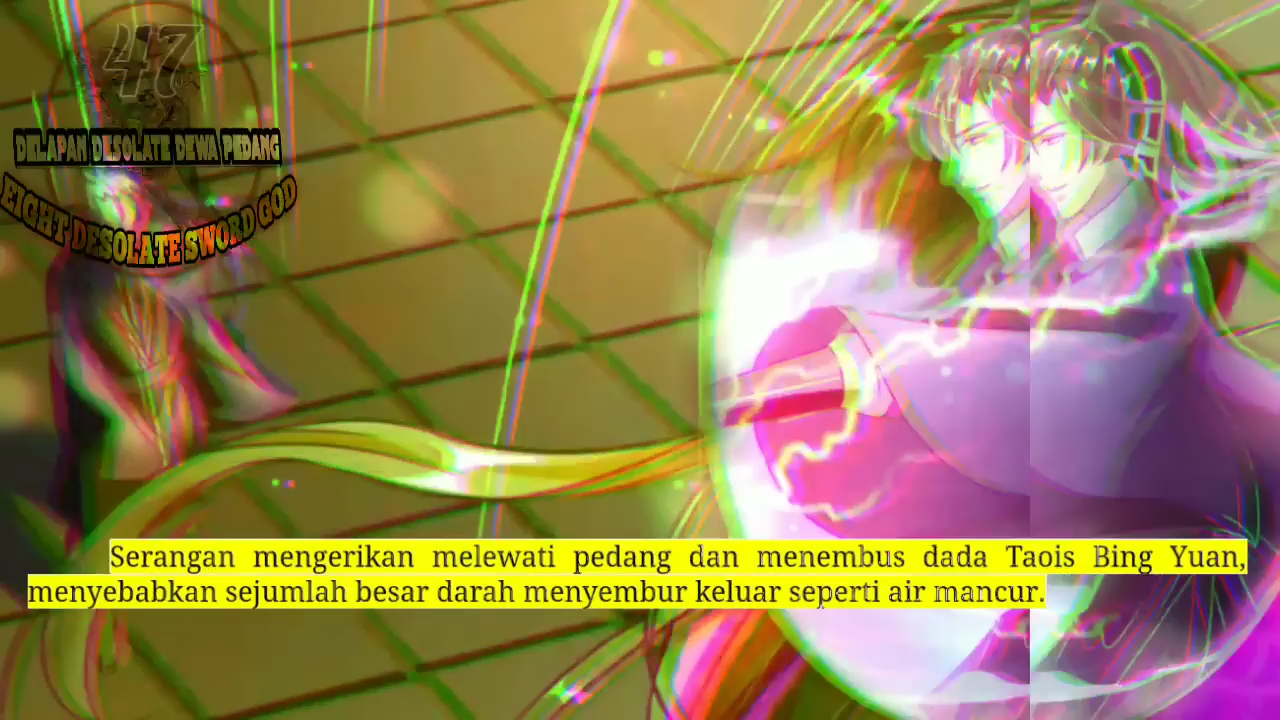 47
DELAPAN DESOLATE DEWA PEDANG
EIGHT DESOLATE SWORD GOD
Serangan mengerikan melewati pedang dan menembus dada Taois Bing Yuan,
menyebabkan sejumlah besar darah menyembur keluar seperti air mancur.